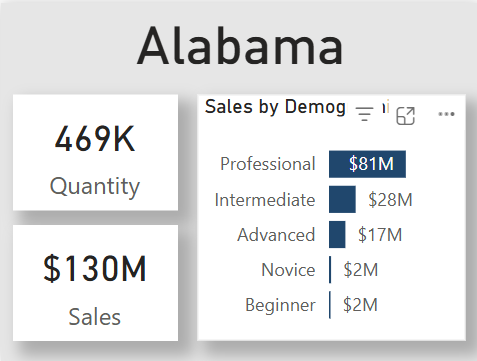 Alabama
469K
Quantity
$130M
Sales
Sales by Demog
Professional $81M
Intermediate $28M
Advanced $17M
Novice $2M
Beginner $2M